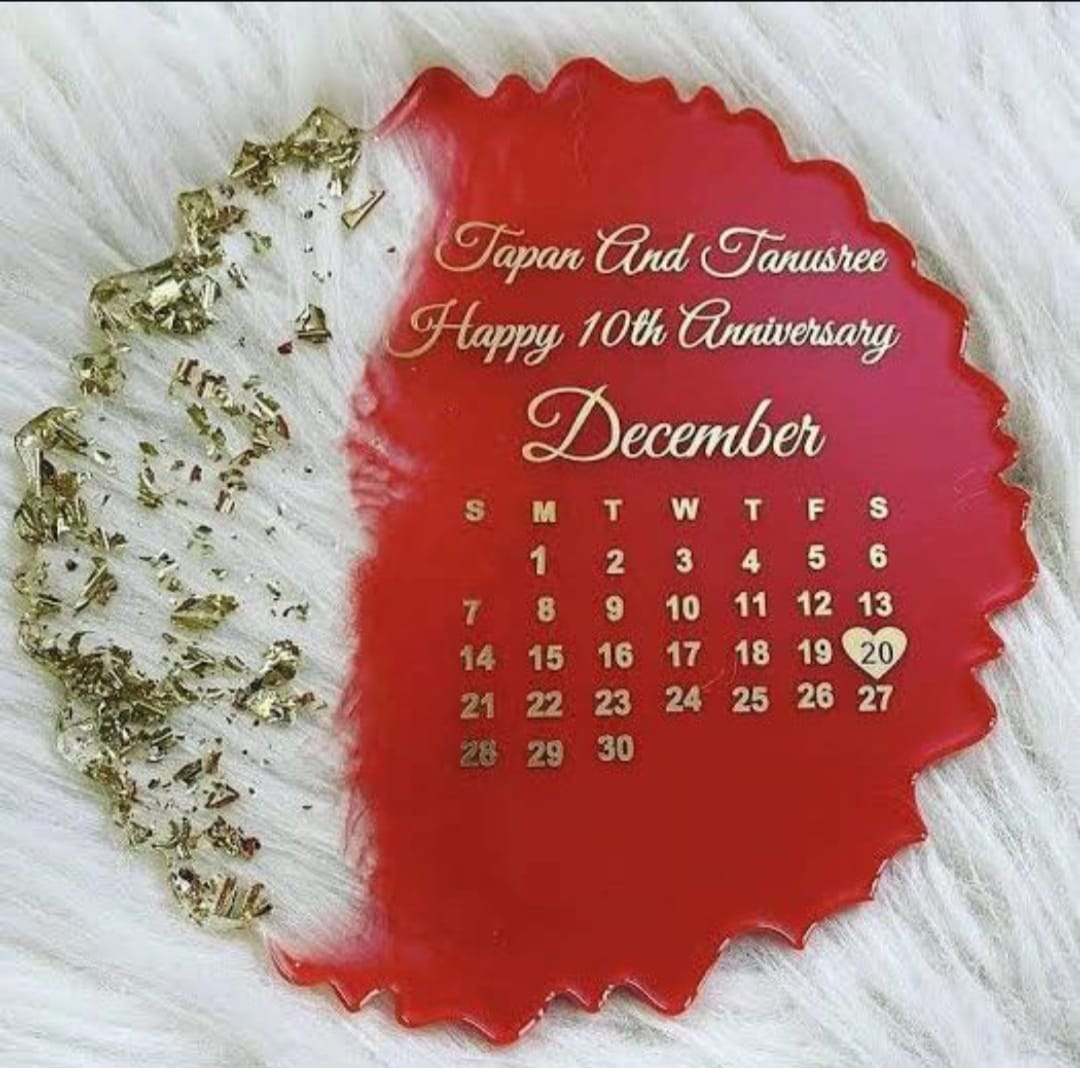 Tapan And Tanusree
Happy 10th Anniversary
December
S M T W T F S
1 2 3 4 5 6
7 8 9 10 11 12 13
14 15 16 17 18 19 20
21 22 23 24 25 26 27
28 29 30